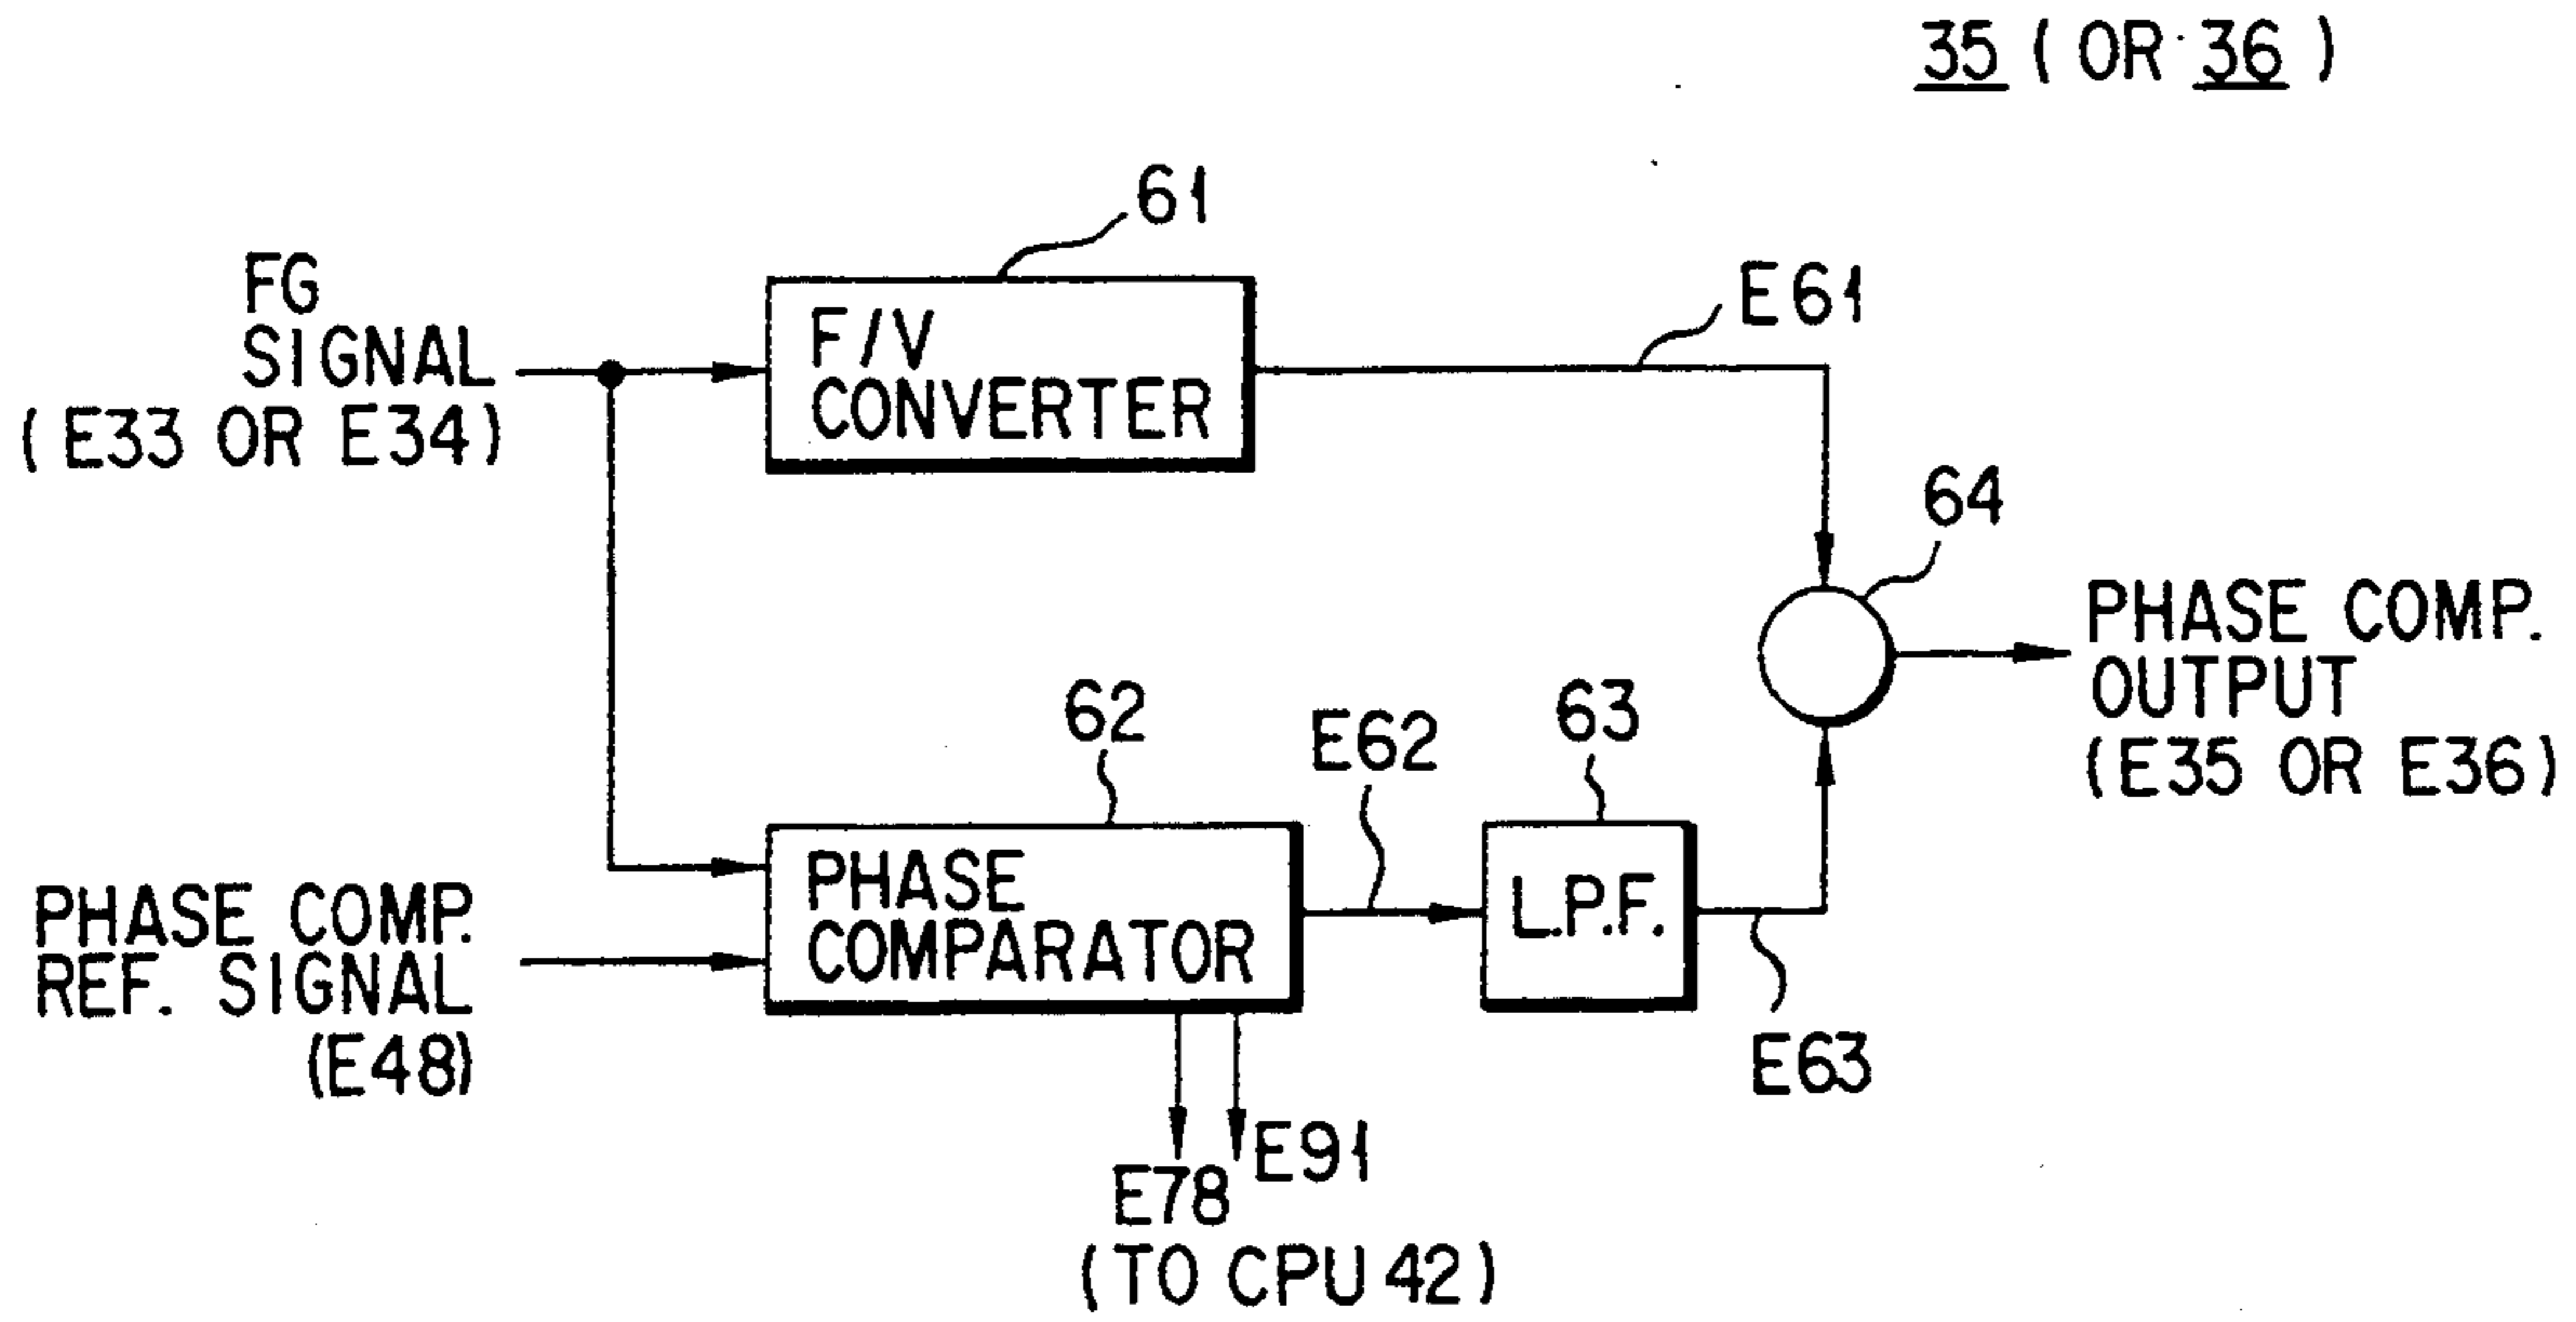 35 ( OR 36 )
61
FG
SIGNAL
( E33 OR E34 )
F/V
CONVERTER
E61
64
PHASE COMP.
OUTPUT
(E35 OR E36)
62
E62
63
PHASE COMP.
REF. SIGNAL
(E48)
PHASE
COMPARATOR
L.P.F.
E63
E91
E78
(TO CPU 42)